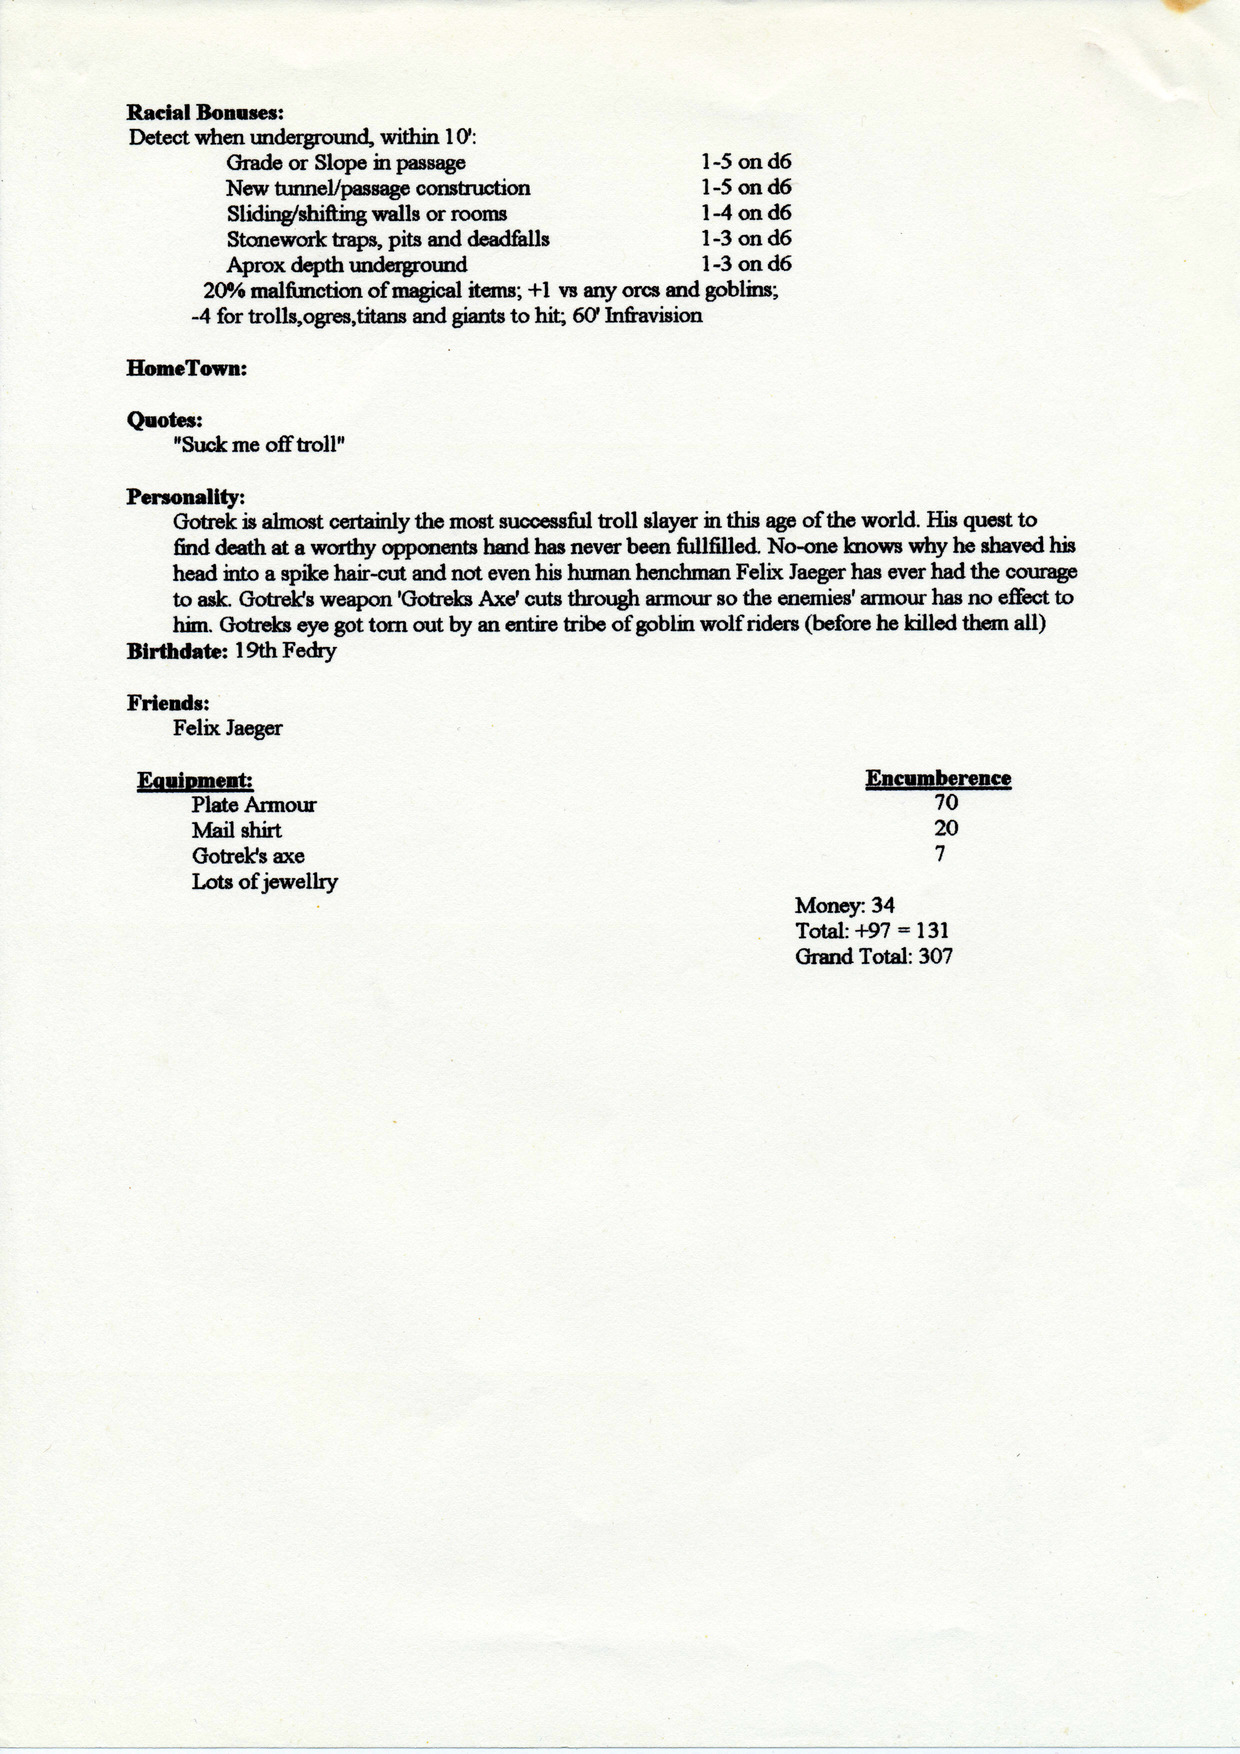 Racial Bonuses:
Detect when underground, within 10':
Grade or Slope in passage 1-5 on d6
New tunnel/passage construction 1-5 on d6
Sliding/shifting walls or rooms 1-4 on d6
Stonework traps, pits and deadfalls 1-3 on d6
Aprox depth underground 1-3 on d6
20% malfunction of magical items; +1 vs any orcs and goblins;
-4 for trolls,ogres,titans and giants to hit; 60' Infravision
HomeTown:
Quotes:
"Suck me off troll"
Personality:
Gotrek is almost certainly the most successful troll slayer in this age of the world. His quest to
find death at a worthy opponents hand has never been fullfilled. No-one knows why he shaved his
head into a spike hair-cut and not even his human henchman Felix Jaeger has ever had the courage
to ask. Gotrek's weapon 'Gotreks Axe' cuts through armour so the enemies' armour has no effect to
him. Gotreks eye got torn out by an entire tribe of goblin wolf riders (before he killed them all)
Birthdate: 19th Fedry
Friends:
Felix Jaeger
Equipment: Encumberence
Plate Armour 70
Mail shirt 20
Gotrek's axe 7
Lots of jewellry
Money: 34
Total: +97 = 131
Grand Total: 307